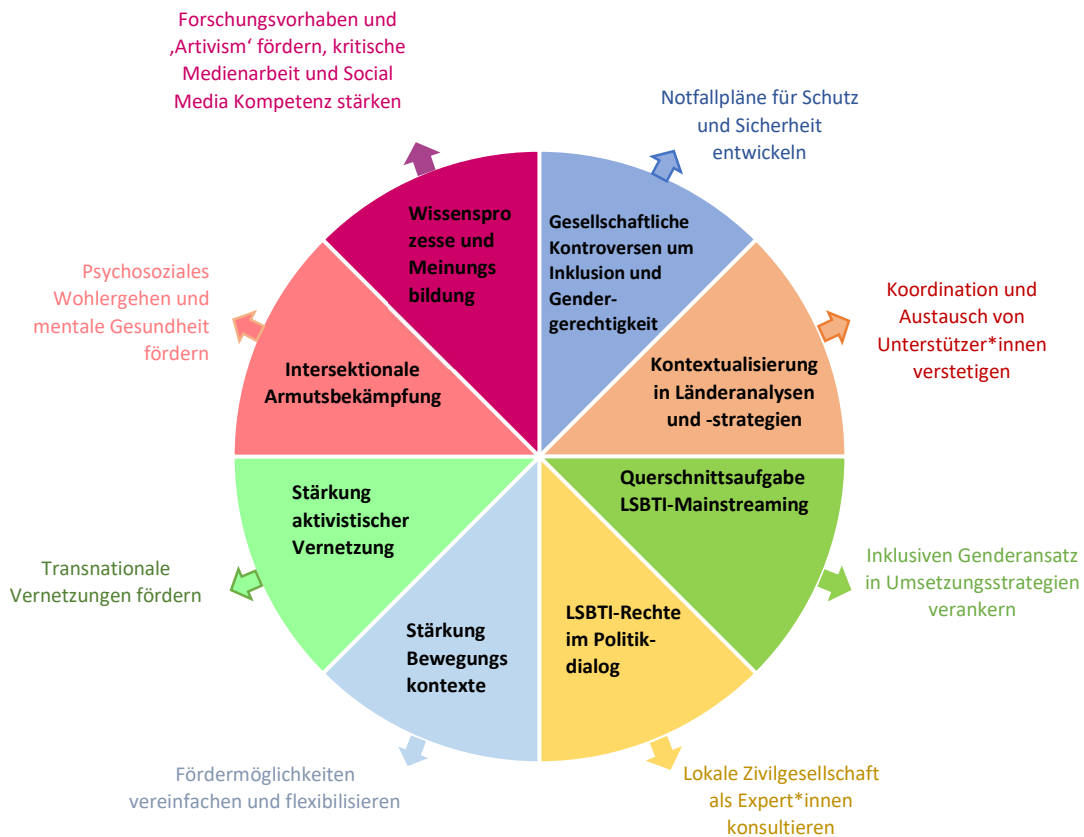 Forschungsvorhaben und
‚Artivism‘ fördern, kritische
Medienarbeit und Social
Media Kompetenz stärken
Notfallpläne für Schutz
und Sicherheit
entwickeln
Wissenspro
zesse und
Meinungs
bildung
Gesellschaftliche
Kontroversen um
Inklusion und
Gender-
gerechtigkeit
Psychosoziales
Wohlergehen und
mentale Gesundheit
fördern
Koordination und
Austausch von
Unterstützer*innen
verstetigen
Intersektionale
Armutsbekämpfung
Kontextualisierung
in Länderanalysen
und -strategien
Stärkung
aktivistischer
Vernetzung
Querschnittsaufgabe
LSBTI-Mainstreaming
Transnationale
Vernetzungen fördern
Inklusiven Genderansatz
in Umsetzungsstrategien
verankern
Stärkung
Bewegungs
kontexte
LSBTI-Rechte
im Politik-
dialog
Fördermöglichkeiten
vereinfachen und flexibilisieren
Lokale Zivilgesellschaft
als Expert*innen
konsultieren